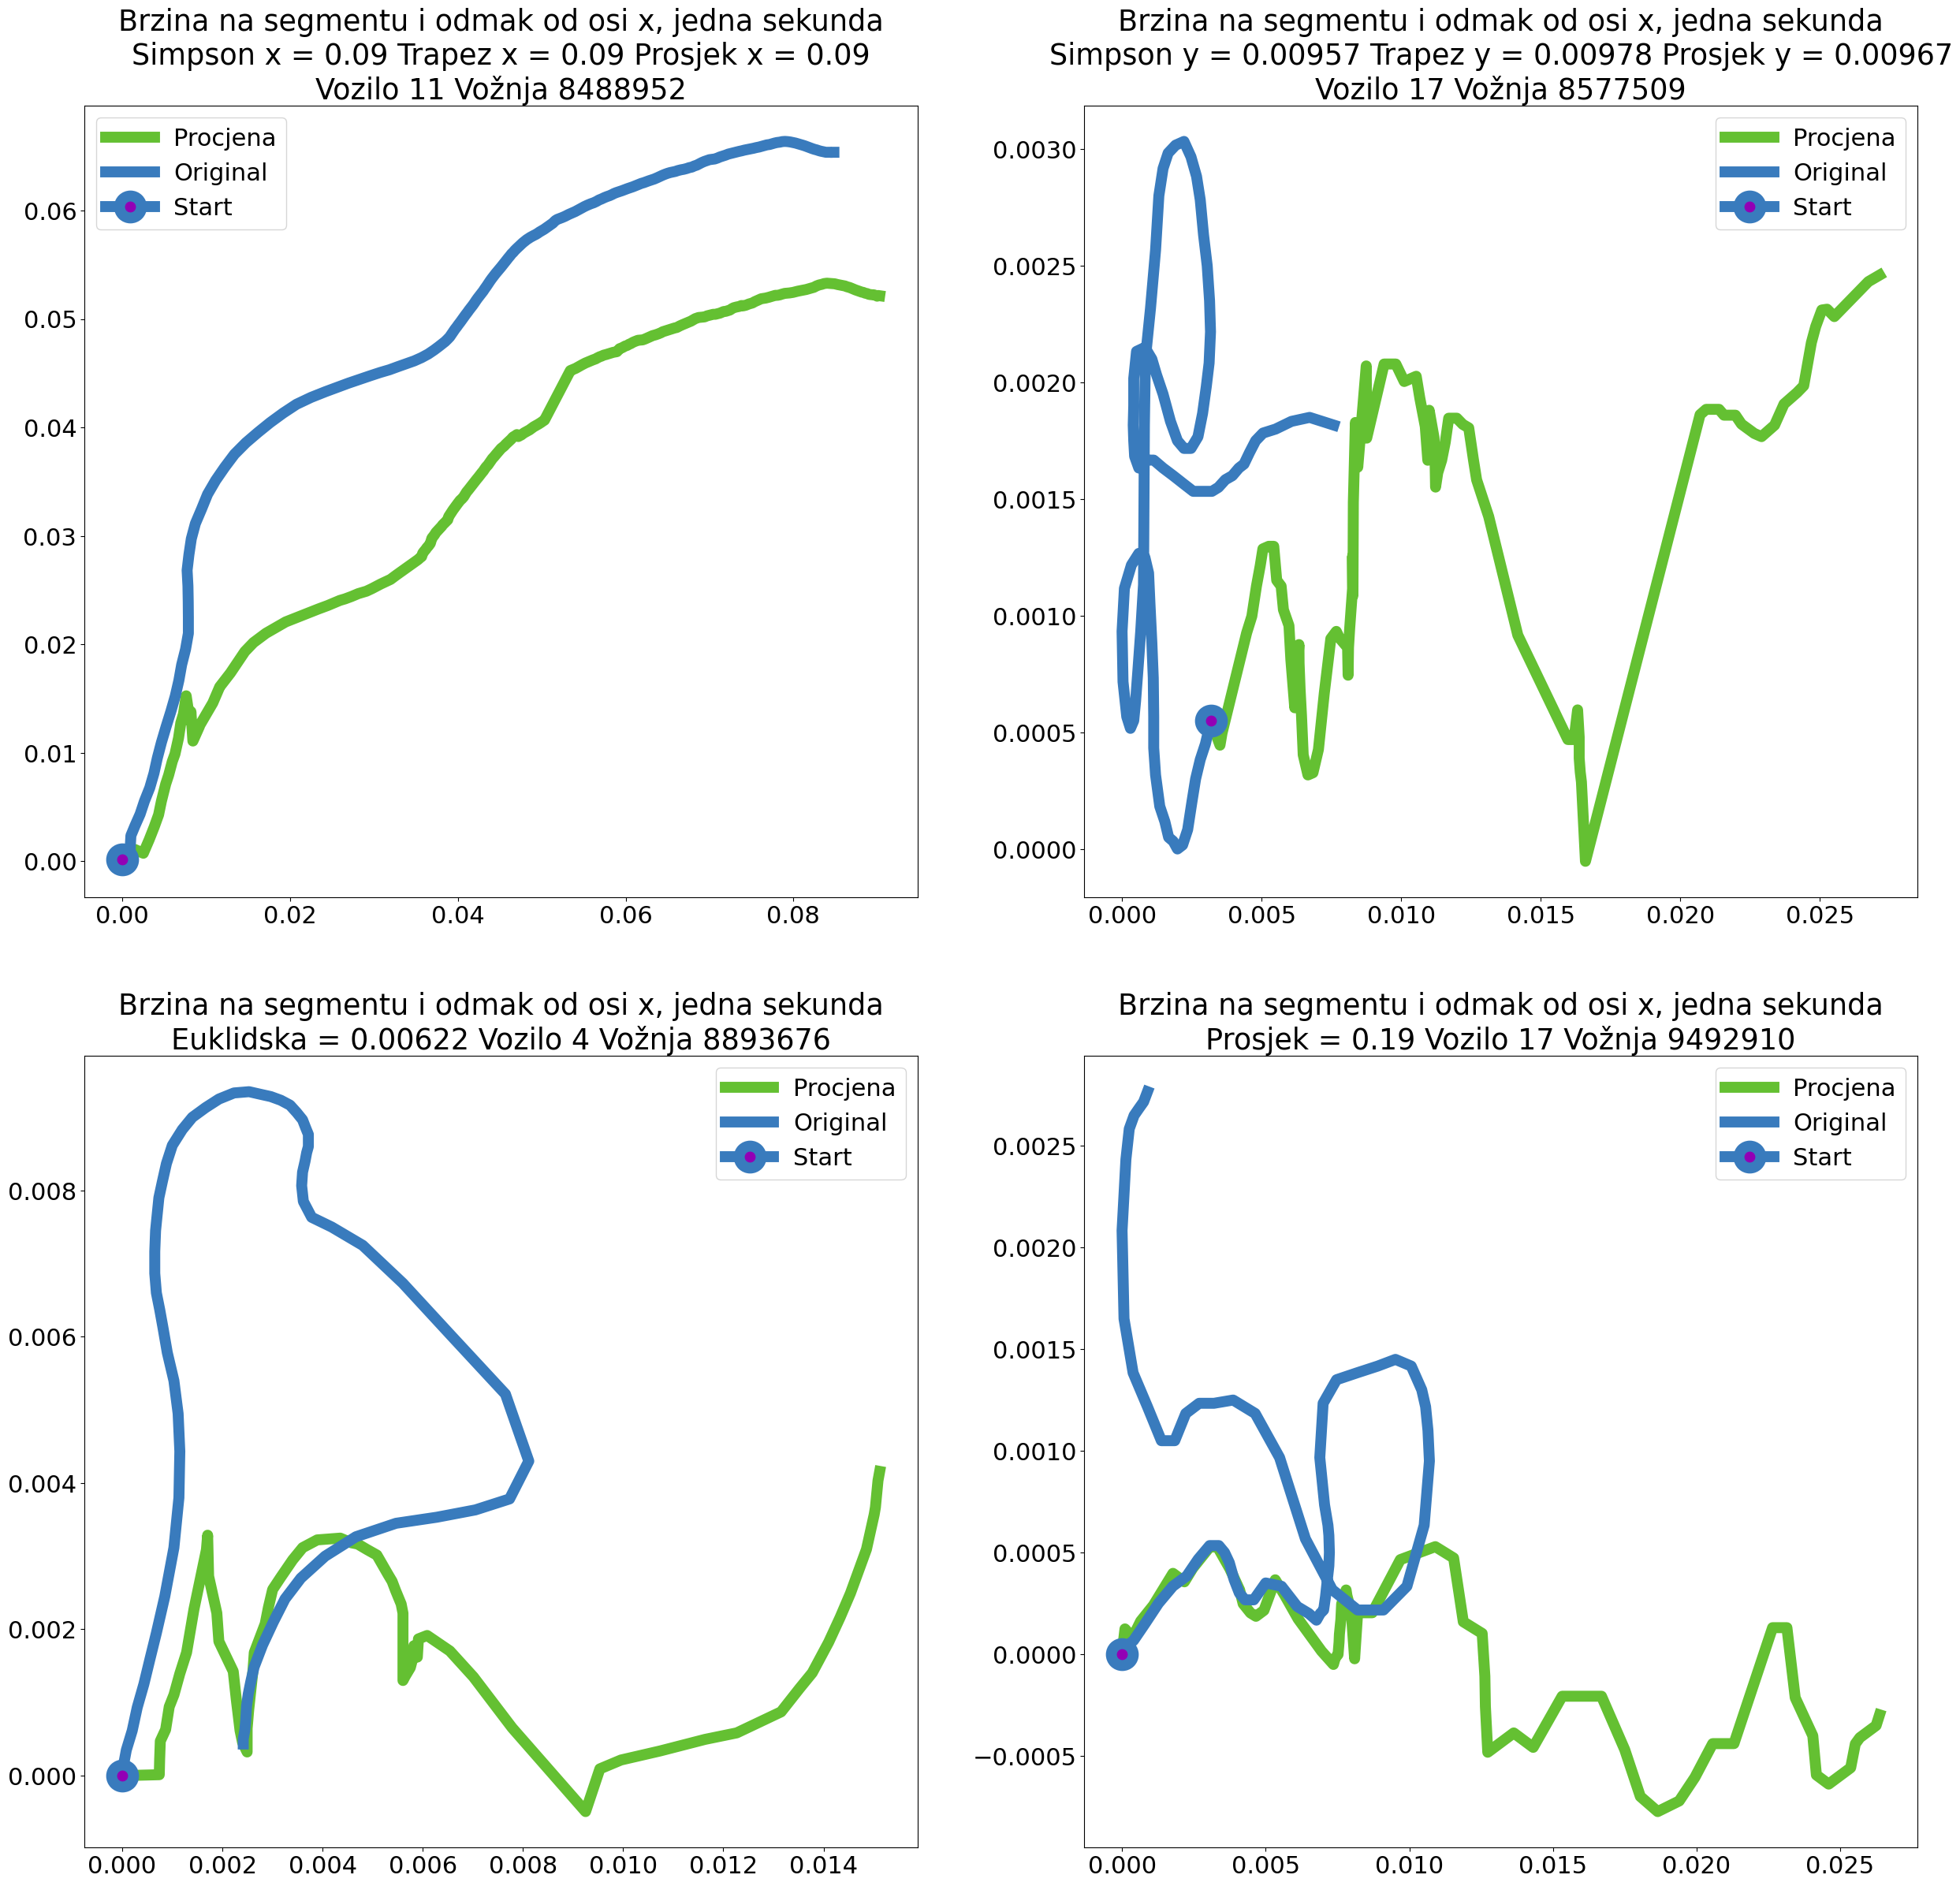 Brzina na segmentu i odmak od osi x, jedna sekunda
Simpson x = 0.09 Trapez x = 0.09 Prosjek x = 0.09
Vozilo 11 Vožnja 8488952
Procjena
Original
Start
0.06
0.05
0.04
0.03
0.02
0.01
0.00
0.00 0.02 0.04 0.06 0.08
Brzina na segmentu i odmak od osi x, jedna sekunda
Simpson y = 0.00957 Trapez y = 0.00978 Prosjek y = 0.00967
Vozilo 17 Vožnja 8577509
Procjena
Original
Start
0.0030
0.0025
0.0020
0.0015
0.0010
0.0005
0.0000
0.000 0.005 0.010 0.015 0.020 0.025
Brzina na segmentu i odmak od osi x, jedna sekunda
Euklidska = 0.00622 Vozilo 4 Vožnja 8893676
Procjena
Original
Start
0.008
0.006
0.004
0.002
0.000
0.000 0.002 0.004 0.006 0.008 0.010 0.012 0.014
Brzina na segmentu i odmak od osi x, jedna sekunda
Prosjek = 0.19 Vozilo 17 Vožnja 9492910
Procjena
Original
Start
0.0025
0.0020
0.0015
0.0010
0.0005
0.0000
−0.0005
0.000 0.005 0.010 0.015 0.020 0.025